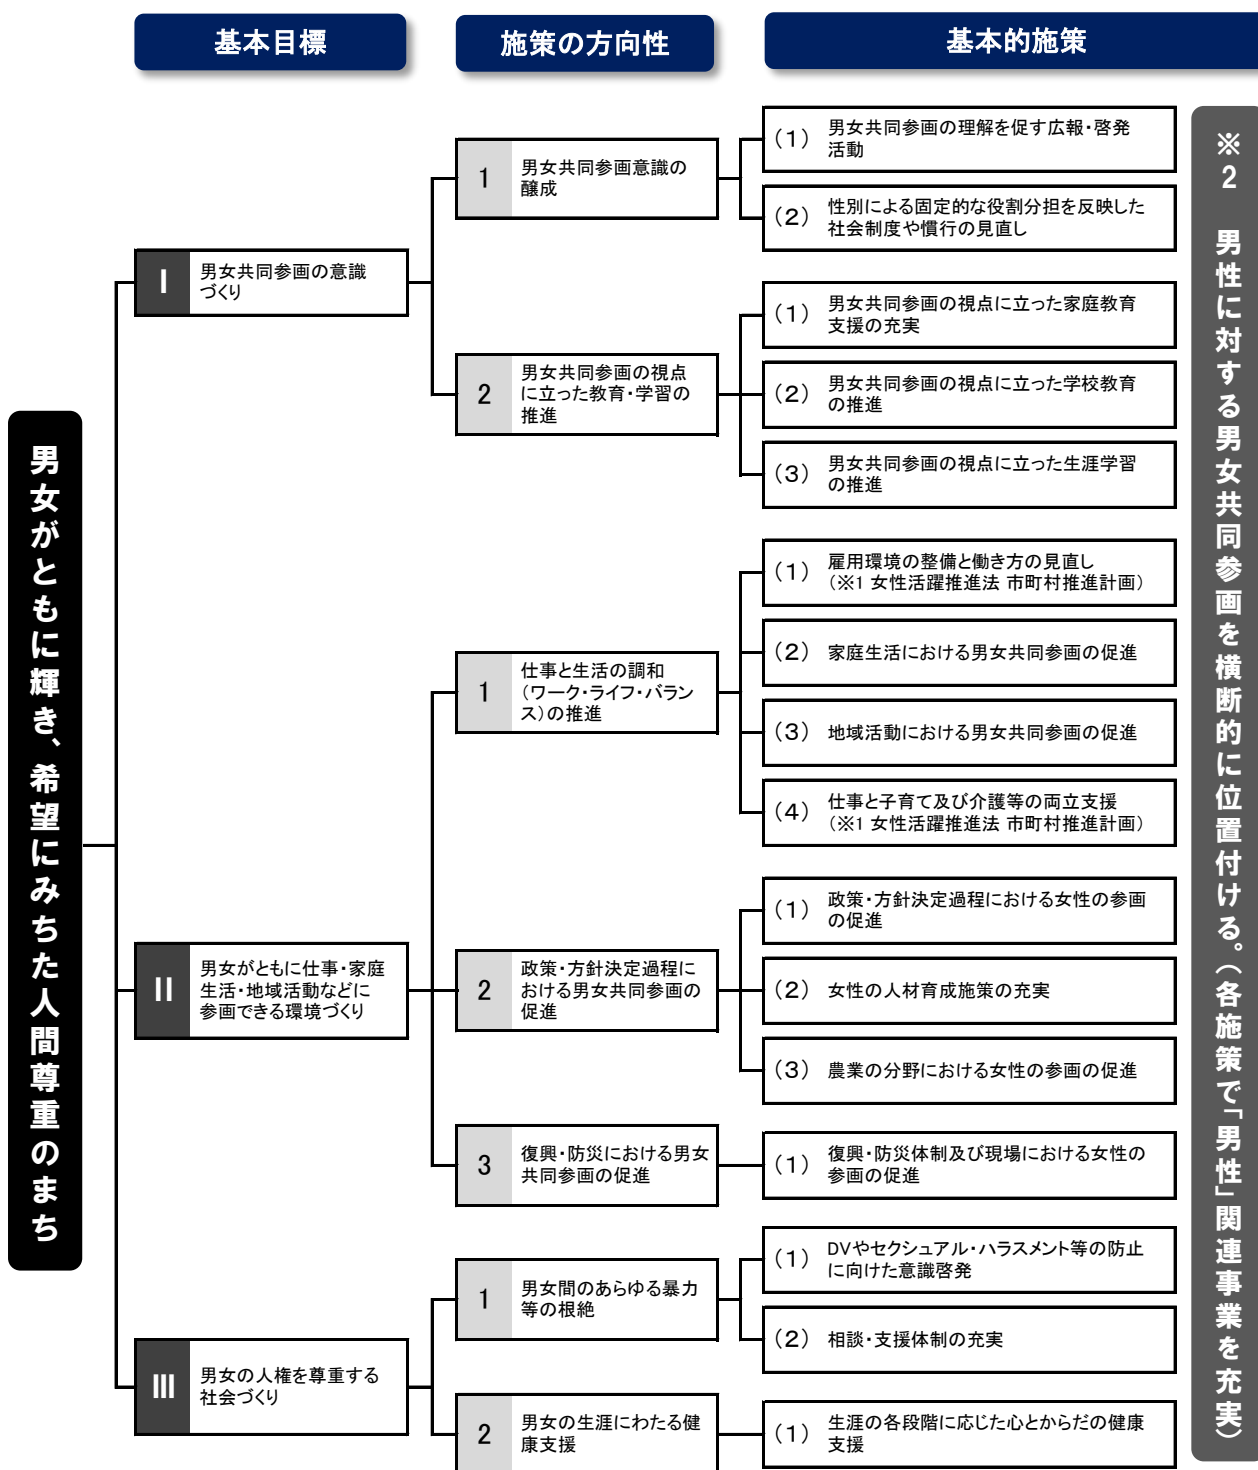 基本目標
施策の方向性
基本的施策
男女がともに輝き、希望にみちた人間尊重のまち
Ⅰ
男女共同参画の意識
づくり
1
男女共同参画意識の
醸成
（1）
男女共同参画の理解を促す広報・啓発
活動
（2）
性別による固定的な役割分担を反映した
社会制度や慣行の見直し
2
男女共同参画の視点
に立った教育・学習の
推進
（1）
男女共同参画の視点に立った家庭教育
支援の充実
（2）
男女共同参画の視点に立った学校教育
の推進
（3）
男女共同参画の視点に立った生涯学習
の推進
Ⅱ
男女がともに仕事・家庭
生活・地域活動などに
参画できる環境づくり
1
仕事と生活の調和
（ワーク・ライフ・バラン
ス）の推進
（1）
雇用環境の整備と働き方の見直し
（※1 女性活躍推進法 市町村推進計画）
（2）
家庭生活における男女共同参画の促進
（3）
地域活動における男女共同参画の促進
（4）
仕事と子育て及び介護等の両立支援
（※1 女性活躍推進法 市町村推進計画）
2
政策・方針決定過程に
おける男女共同参画の
促進
（1）
政策・方針決定過程における女性の参画
の促進
（2）
女性の人材育成施策の充実
（3）
農業の分野における女性の参画の促進
3
復興・防災における男女
共同参画の促進
（1）
復興・防災体制及び現場における女性の
参画の促進
Ⅲ
男女の人権を尊重する
社会づくり
1
男女間のあらゆる暴力
等の根絶
（1）
DVやセクシュアル・ハラスメント等の防止
に向けた意識啓発
（2）
相談・支援体制の充実
2
男女の生涯にわたる健
康支援
（1）
生涯の各段階に応じた心とからだの健康
支援
※2　男性に対する男女共同参画を横断的に位置付ける。（各施策で「男性」関連事業を充実）